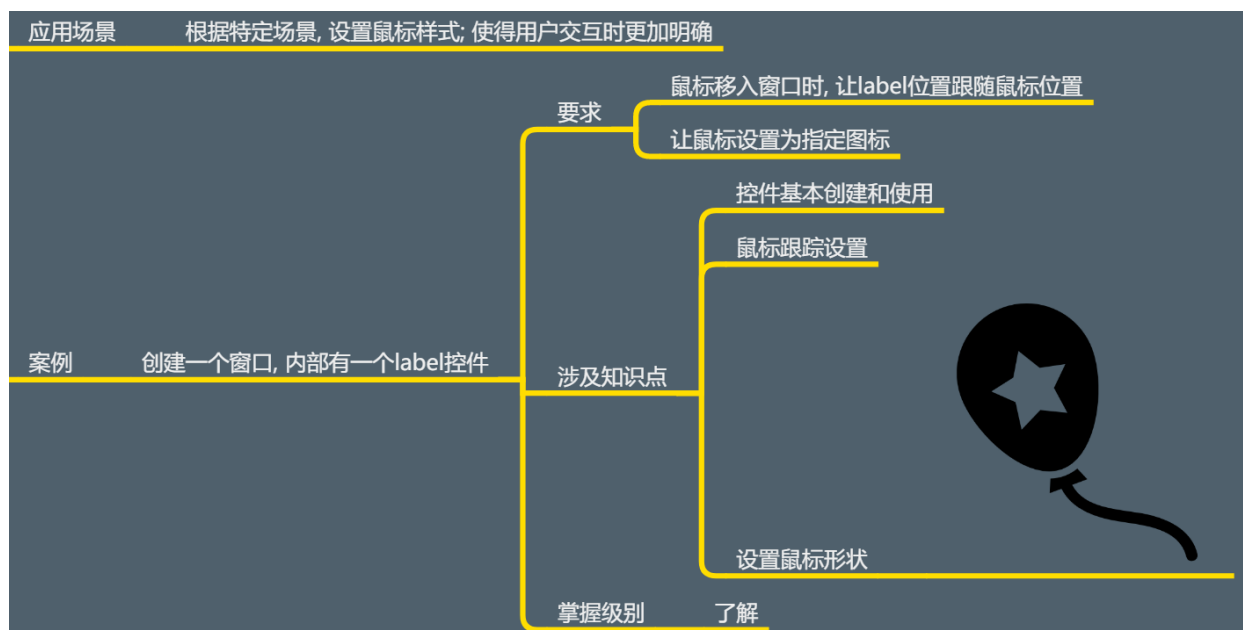 应用场景
根据特定场景, 设置鼠标样式; 使得用户交互时更加明确
案例
创建一个窗口, 内部有一个label控件
要求
鼠标移入窗口时, 让label位置跟随鼠标位置
让鼠标设置为指定图标
涉及知识点
控件基本创建和使用
鼠标跟踪设置
设置鼠标形状
掌握级别
了解